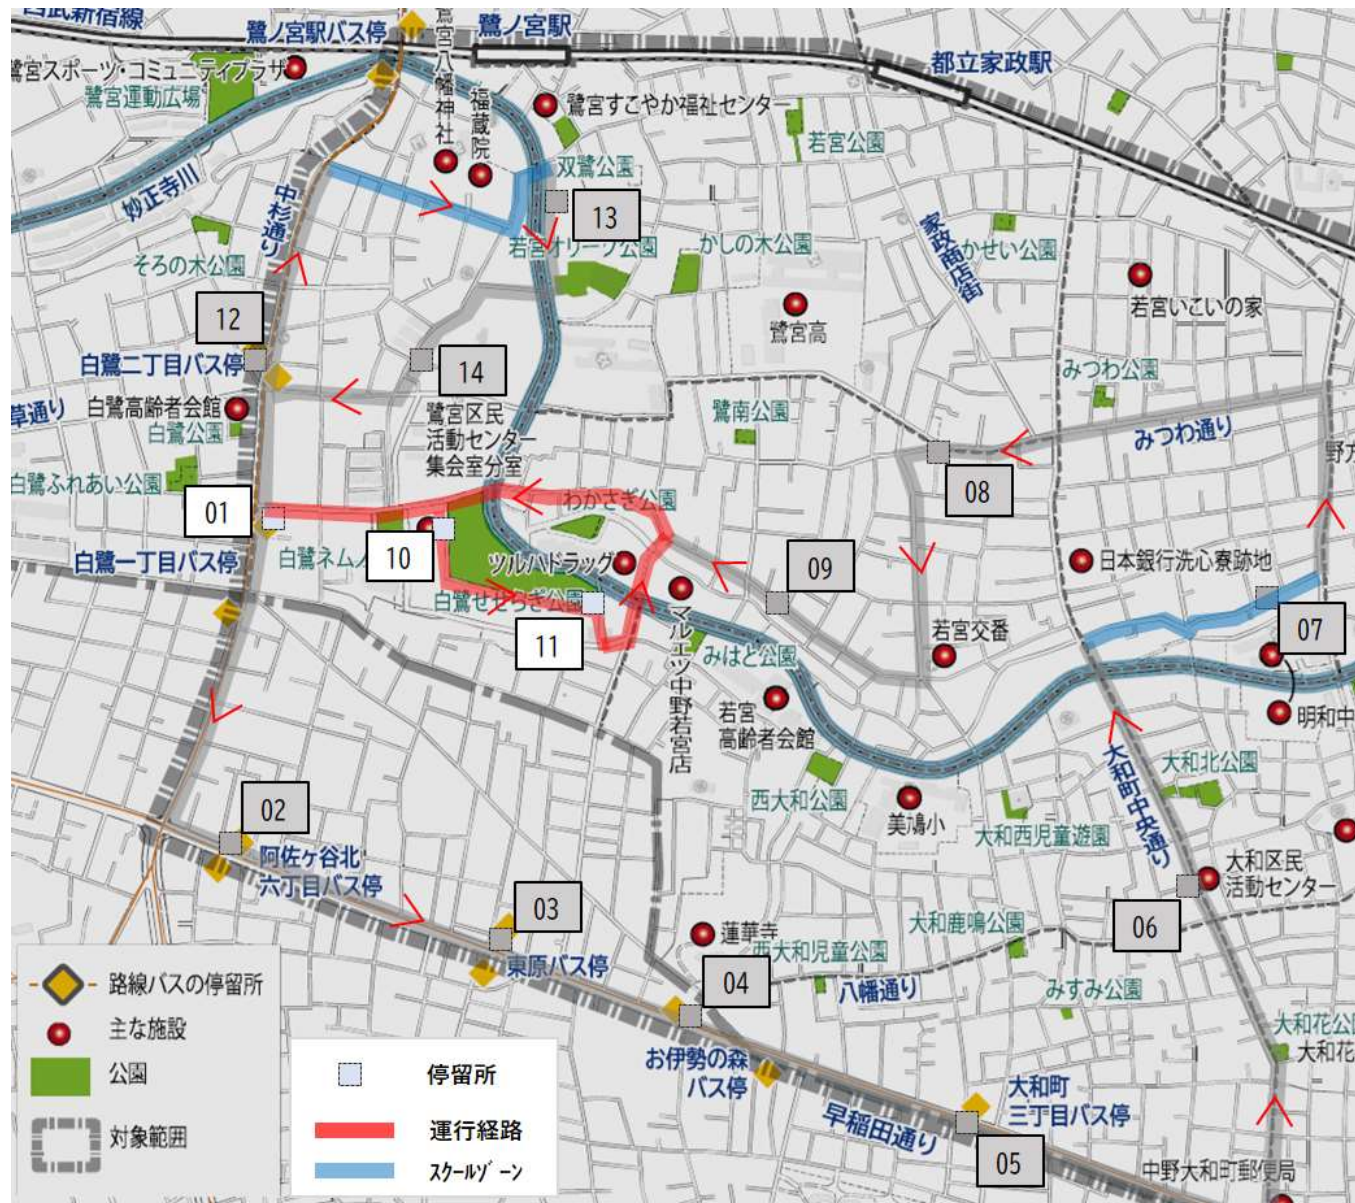 西武新宿線
鷺ノ宮駅バス停
鷺ノ宮駅
都立家政駅
鷺宮スポーツ・コミュニティプラザ
鷺宮運動広場
鷺宮八幡神社
福蔵院
鷺宮すこやか福祉センター
若宮公園
双鷺公園
妙正寺川
中杉通り
13
若宮オリーブ公園
かしの木公園
家政商店街
かせい公園
そろの木公園
若宮いこいの家
12
鷺宮高
白鷺二丁目バス停
14
みつわ公園
白鷺高齢者会館
草通り
白鷺公園
鷺宮区民
活動センター
集会室分室
鷺南公園
みつわ通り
野方
白鷺ふれあい公園
08
01
わかさぎ公園
白鷺一丁目バス停
白鷺ネムノ
10
ツルハドラッグ
09
日本銀行洗心寮跡地
白鷺せせらぎ公園
11
若宮交番
07
みはと公園
マルエツ中野若宮店
若宮
高齢者会館
明和中
大和町中央通り
大和北公園
西大和公園
美鳩小
大和西児童遊園
02
阿佐ヶ谷北
六丁目バス停
大和区民
活動センター
03
大和鹿鳴公園
06
蓮華寺
西大和児童公園
東原バス停
04
八幡通り
みすみ公園
大和花公園
大和花
お伊勢の森
バス停
大和町
三丁目バス停
早稲田通り
05
中野大和町郵便局
路線バスの停留所
主な施設
公園
対象範囲
停留所
運行経路
スクールゾーン